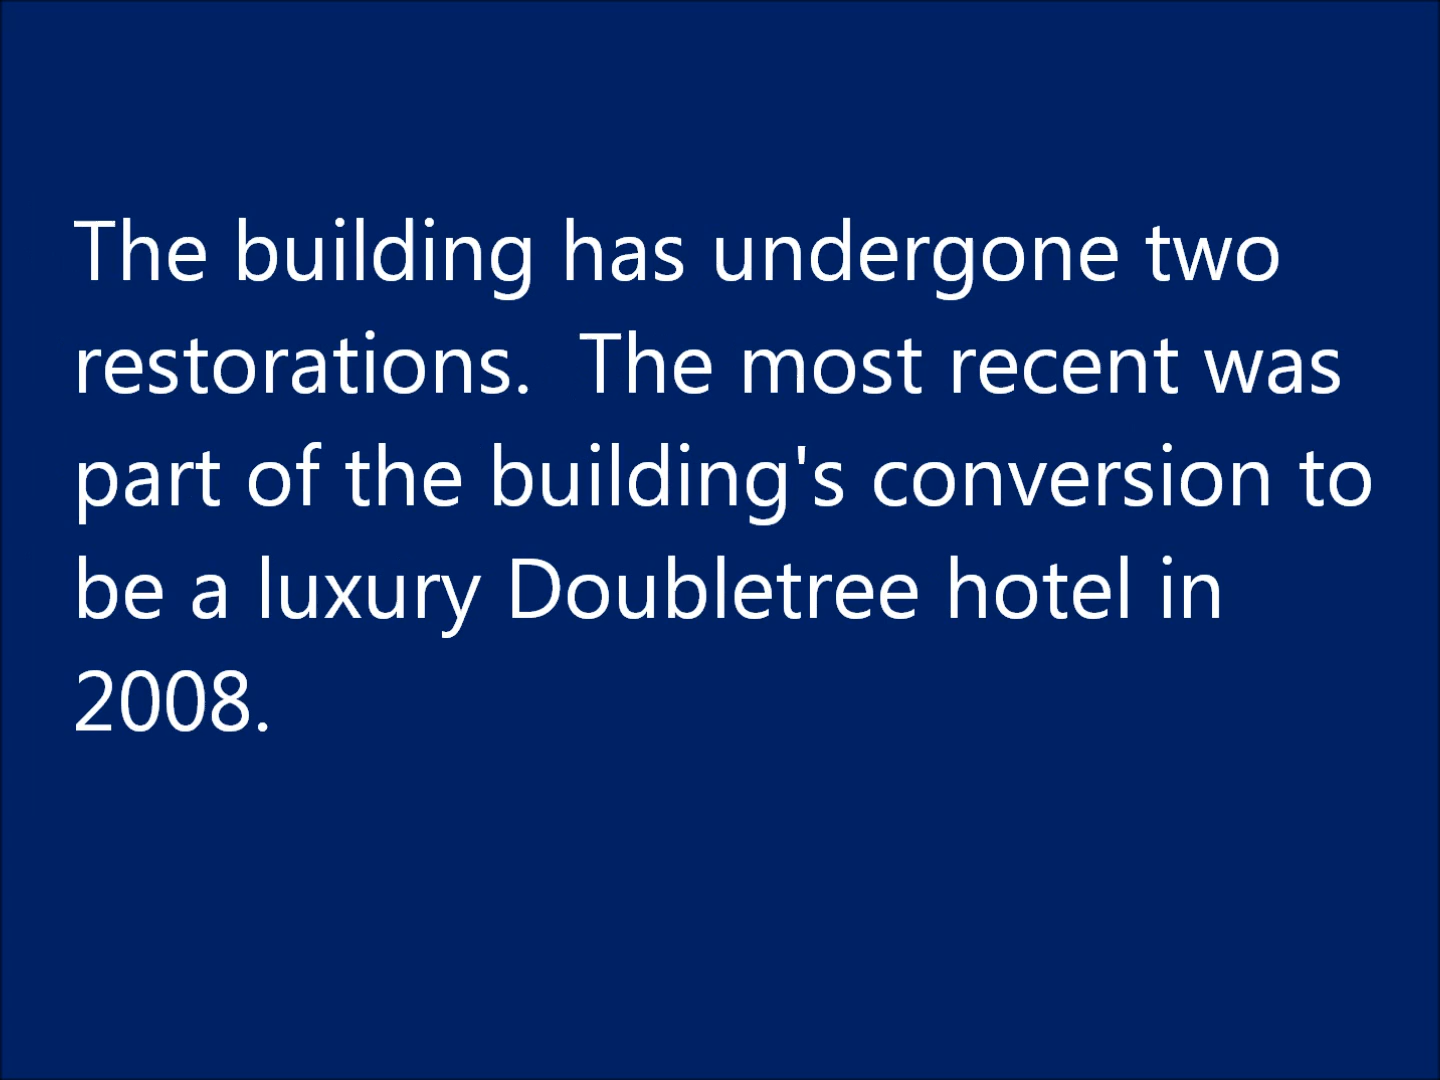 The building has undergone two
restorations.  The most recent was
part of the building's conversion to
be a luxury Doubletree hotel in
2008.